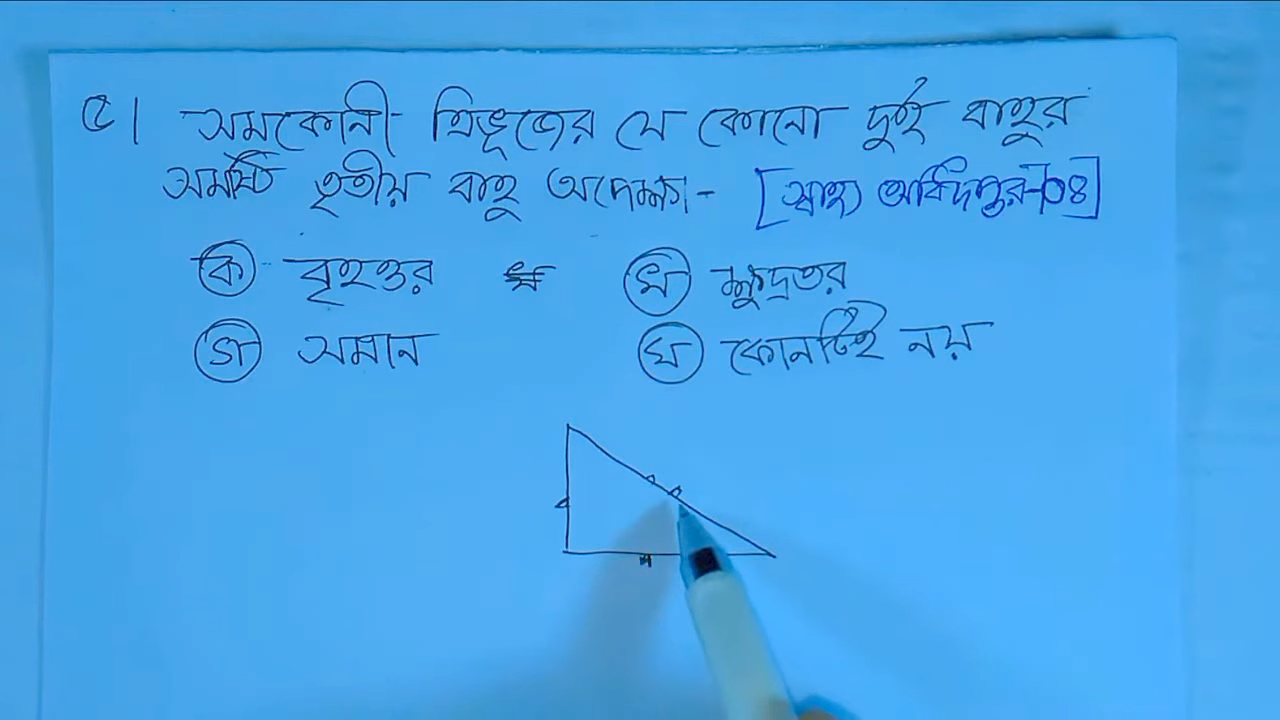 ৫। সমকোনী ত্রিভূজের যে কোনো দুই বাহুর
সমষ্টি তৃতীয় বাহু অপেক্ষা - [স্বাস্থ্য অধিদপ্তর-০৪]
ক বৃহত্তর খ ক্ষুদ্রতর
গ সমান ঘ কোনটিই নয়